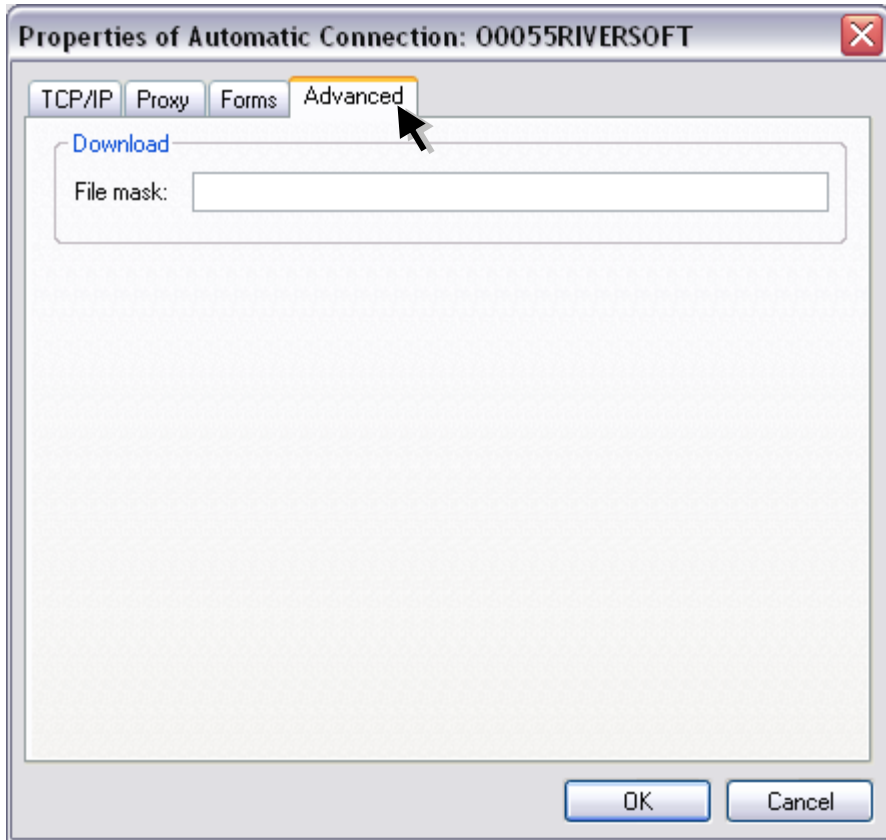 Properties of Automatic Connection: O0055RIVERSOFT
TCP/IP Proxy Forms Advanced
Download
File mask:
OK Cancel